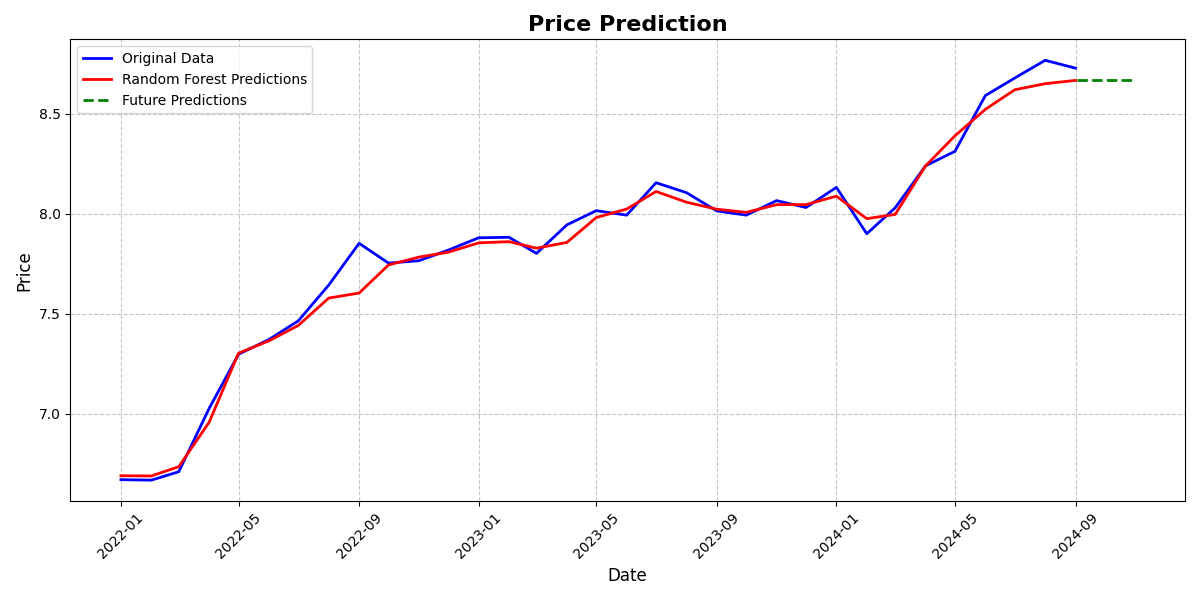 Price Prediction
Original Data
Random Forest Predictions
Future Predictions
Price
8.5
8.0
7.5
7.0
2022-01
2022-05
2022-09
2023-01
2023-05
2023-09
2024-01
2024-05
2024-09
Date